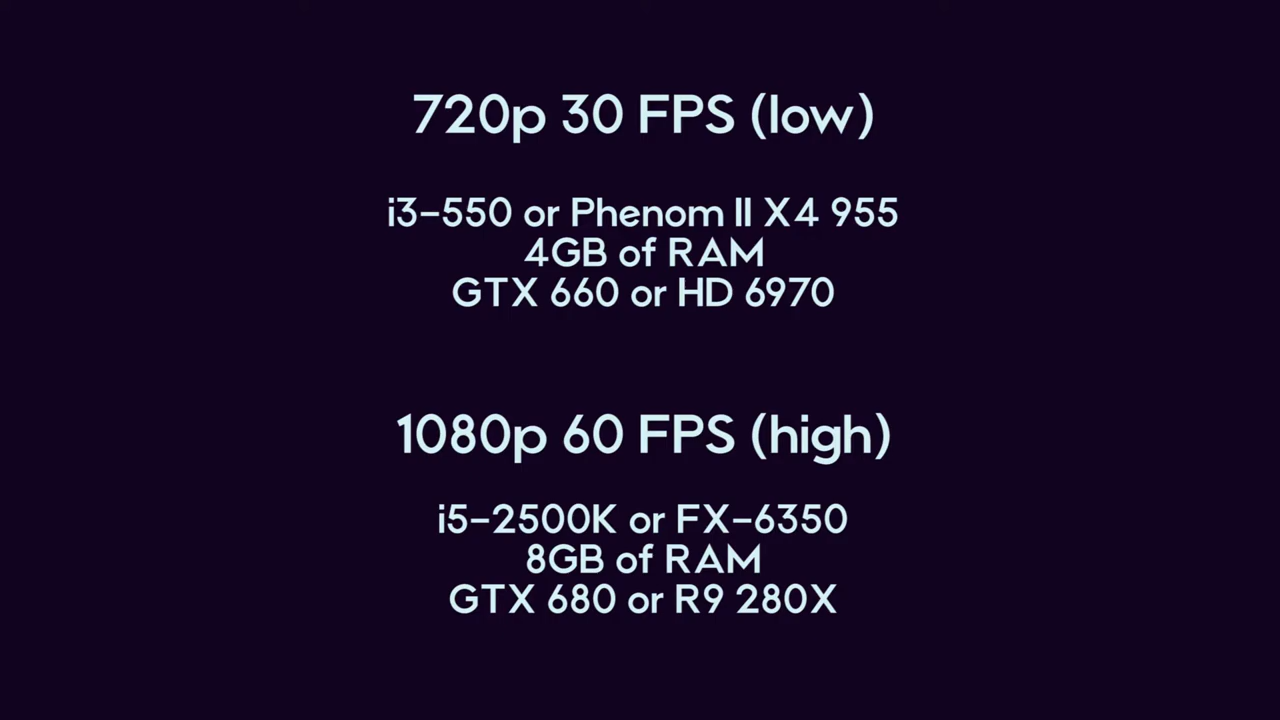 720p 30 FPS (low)
i3-550 or Phenom II X4 955
4GB of RAM
GTX 660 or HD 6970
1080p 60 FPS (high)
i5-2500K or FX-6350
8GB of RAM
GTX 680 or R9 280X